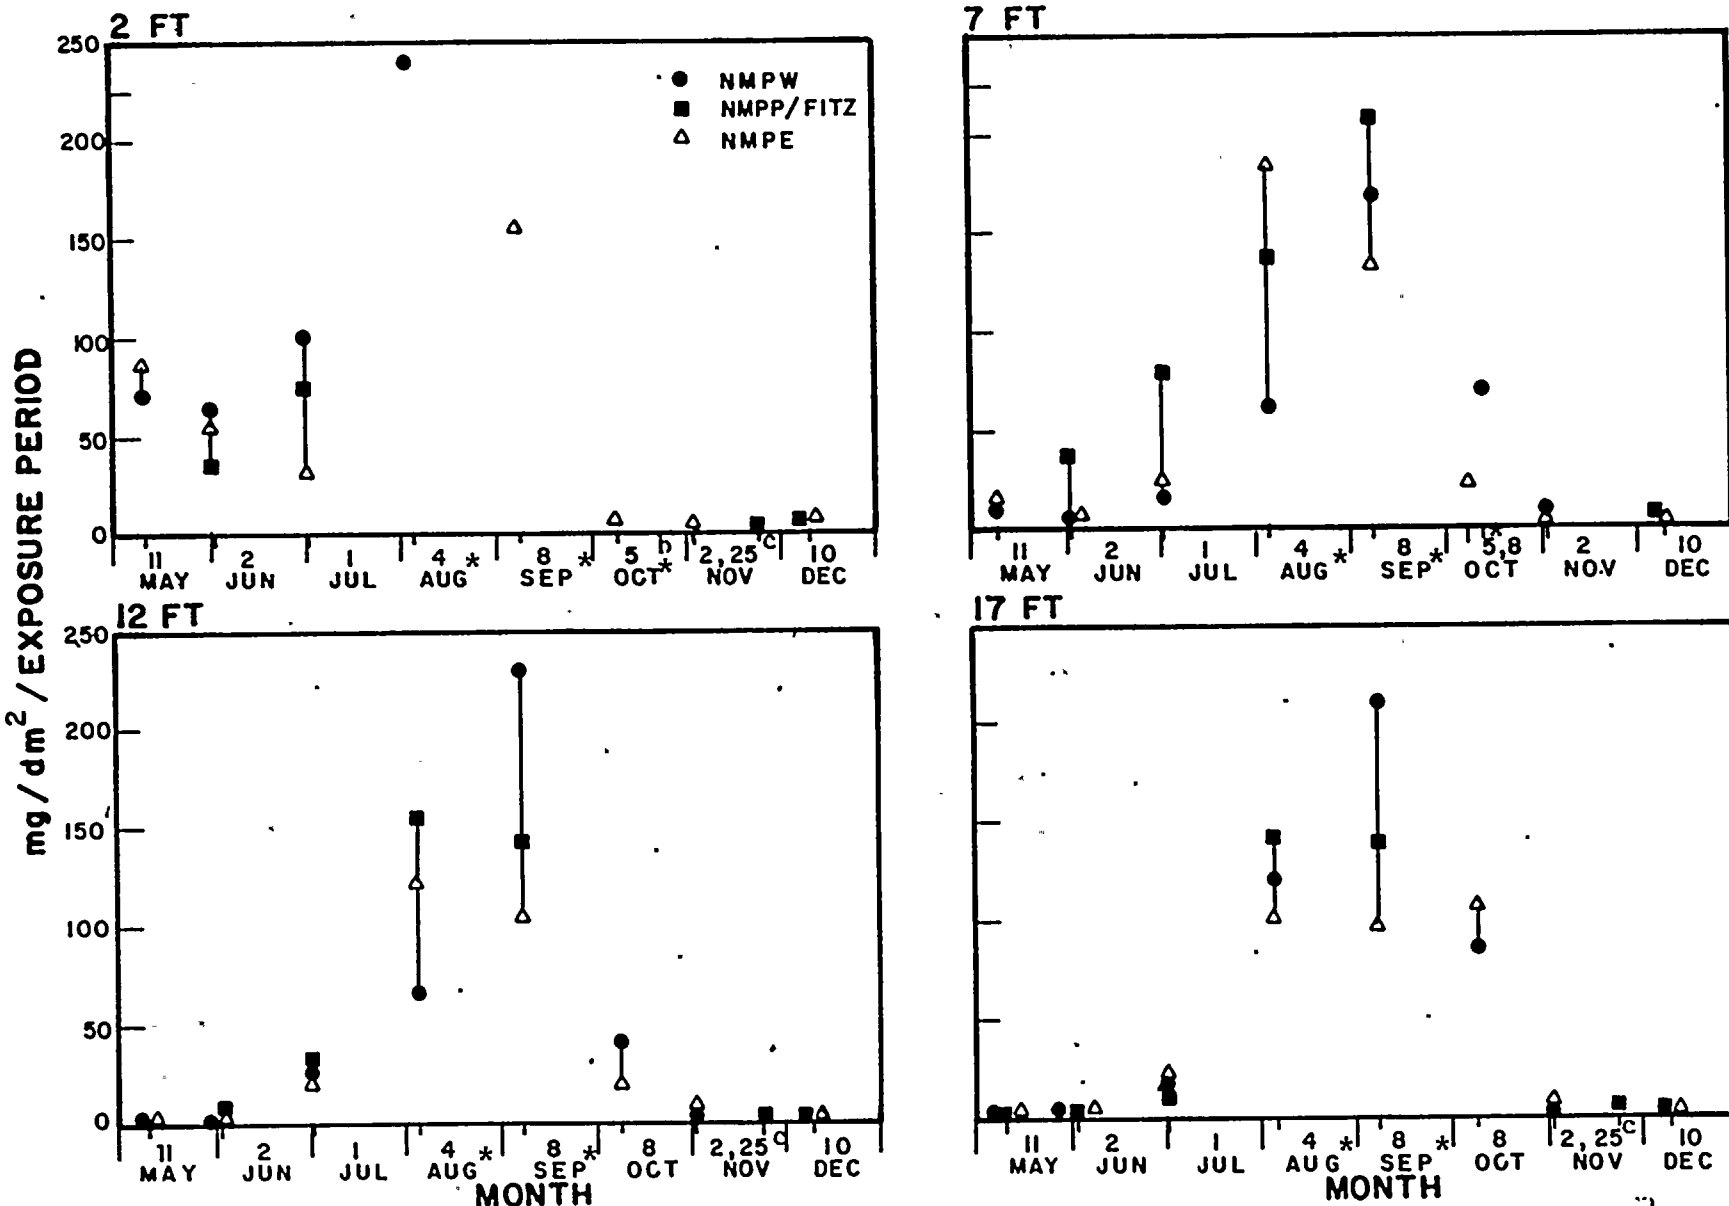 2 FT
250
200
150
100
50
0
NMPW
NMPP/FITZ
NMPE
11 2 1 4 8 5 b 2,25 c 10
MAY JUN JUL AUG* SEP* OCT* NOV DEC
7 FT
11 2 1 4 8 5,8* 2 10
MAY JUN JUL AUG* SEP* OCT NOV DEC
mg/dm²/EXPOSURE PERIOD
12 FT
250
200
150
100
50
0
11 2 1 4 8 8 2,25 c 10
MAY JUN JUL AUG* SEP* OCT NOV DEC
MONTH
17 FT
11 2 1 4 8 8 2,25 c 10
MAY JUN JUL AUG* SEP* OCT NOV DEC
MONTH